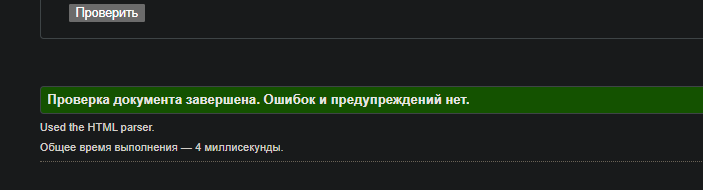 Проверить
Проверка документа завершена. Ошибок и предупреждений нет.
Used the HTML parser.
Общее время выполнения — 4 миллисекунды.